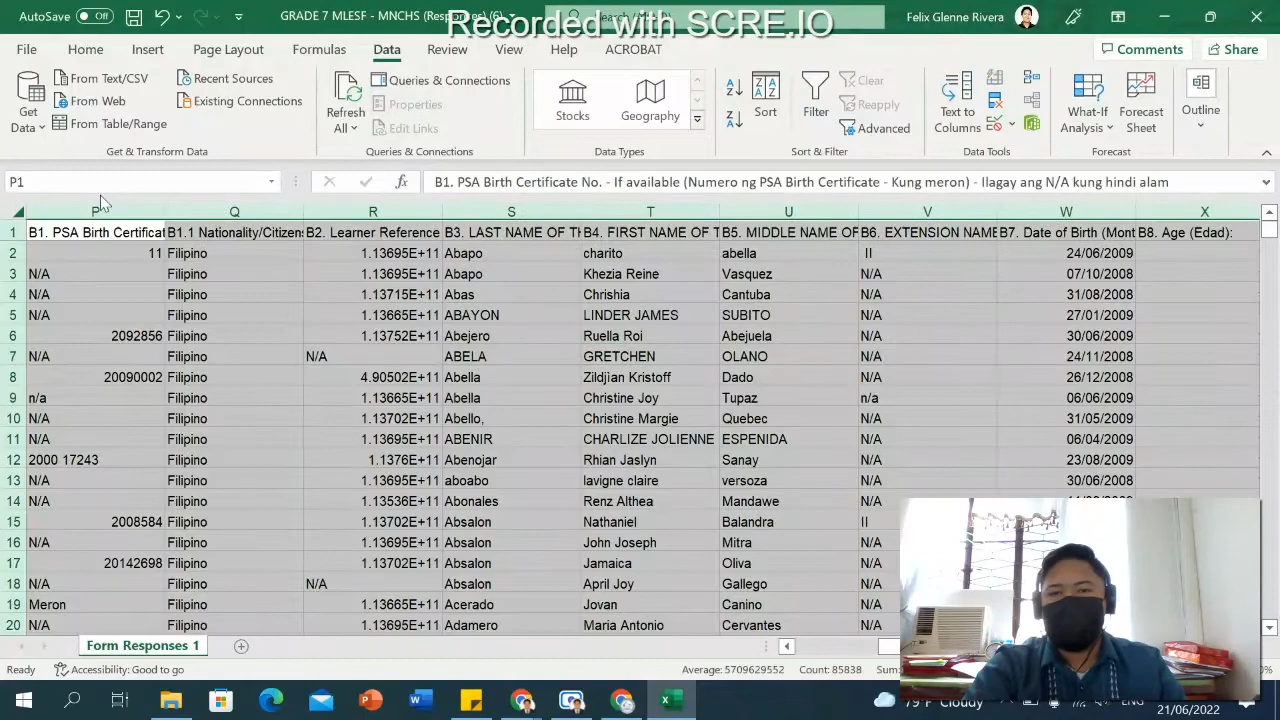 AutoSave Off GRADE 7 MLESF - MNCHS (Responses) (6) Felix Glenne Rivera
Recorded with SCRE.IO
File Home Insert Page Layout Formulas Data Review View Help ACROBAT Comments Share
From Text/CSV Recent Sources Queries & Connections Clear
From Web Existing Connections Properties Reapply
From Table/Range Edit Links Advanced
Get Data Refresh All Stocks Geography Sort Filter Text to Columns What-If Analysis Forecast Sheet Outline
Get & Transform Data Queries & Connections Data Types Sort & Filter Data Tools Forecast
P1 fx B1. PSA Birth Certificate No. - If available (Numero ng PSA Birth Certificate - Kung meron) - Ilagay ang N/A kung hindi alam
P Q R S T U V W X
1 B1. PSA Birth Certificat B1.1 Nationality/Citizens B2. Learner Reference B3. LAST NAME OF TH B4. FIRST NAME OF T B5. MIDDLE NAME OF B6. EXTENSION NAME B7. Date of Birth (Mont B8. Age (Edad):
2 11 Filipino 1.13695E+11 Abapo charito abella II 24/06/2009
3 N/A Filipino 1.13695E+11 Abapo Khezia Reine Vasquez N/A 07/10/2008
4 N/A Filipino 1.13715E+11 Abas Chrishia Cantuba N/A 31/08/2008
5 N/A Filipino 1.13665E+11 ABAYON LINDER JAMES SUBITO N/A 27/01/2009
6 2092856 Filipino 1.13752E+11 Abejero Ruella Roi Abejuela N/A 30/06/2009
7 N/A Filipino N/A ABELA GRETCHEN OLANO N/A 24/11/2008
8 20090002 Filipino 4.90502E+11 Abella Zildjìan Kristoff Dado N/A 26/12/2008
9 n/a Filipino 1.13665E+11 Abella Christine Joy Tupaz n/a 06/06/2009
10 N/A Filipino 1.13702E+11 Abello, Christine Margie Quebec N/A 31/05/2009
11 N/A Filipino 1.13695E+11 ABENIR CHARLIZE JOLIENNE ESPENIDA N/A 06/04/2009
12 2000 17243 Filipino 1.1376E+11 Abenojar Rhian Jaslyn Sanay N/A 23/08/2009
13 N/A Filipino 1.13695E+11 aboabo lavigne claire versoza N/A 30/06/2008
14 N/A Filipino 1.13536E+11 Abonales Renz Althea Mandawe N/A
15 2008584 Filipino 1.13702E+11 Absalon Nathaniel Balandra II
16 N/A Filipino 1.13695E+11 Absalon John Joseph Mitra N/A
17 20142698 Filipino 1.13702E+11 Absalon Jamaica Oliva N/A
18 N/A Filipino N/A Absalon April Joy Gallego N/A
19 Meron Filipino 1.13665E+11 Acerado Jovan Canino N/A
20 N/A Filipino 1.13695E+11 Adamero Maria Antonio Cervantes N/A
Form Responses 1
Ready Accessibility: Good to go Average: 5709629552 Count: 85838
79°F Cloudy ENG
21/06/2022